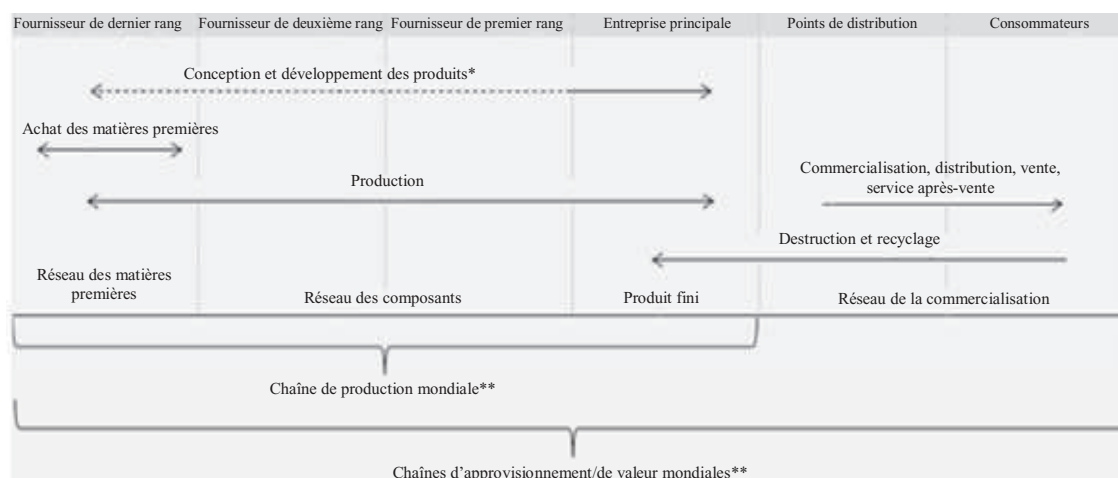 Fournisseur de dernier rang
Fournisseur de deuxième rang
Fournisseur de premier rang
Entreprise principale
Points de distribution
Consommateurs
Conception et développement des produits*
Achat des matières premières
Production
Commercialisation, distribution, vente,
service après-vente
Destruction et recyclage
Réseau des matières
premières
Réseau des composants
Produit fini
Réseau de la commercialisation
Chaîne de production mondiale**
Chaînes d’approvisionnement/de valeur mondiales**